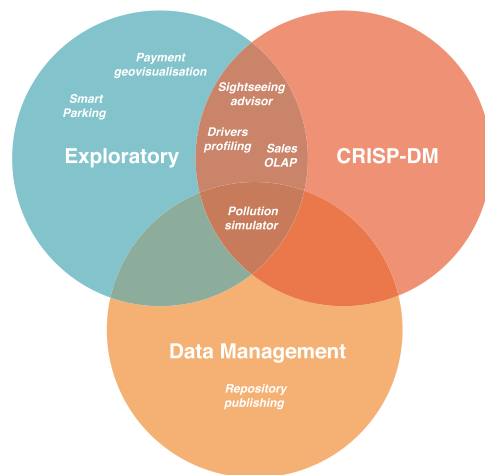 Payment
geovisualisation
Smart
Parking
Sightseeing
advisor
Drivers
profiling
Sales
OLAP
Exploratory
CRISP-DM
Pollution
simulator
Data Management
Repository
publishing